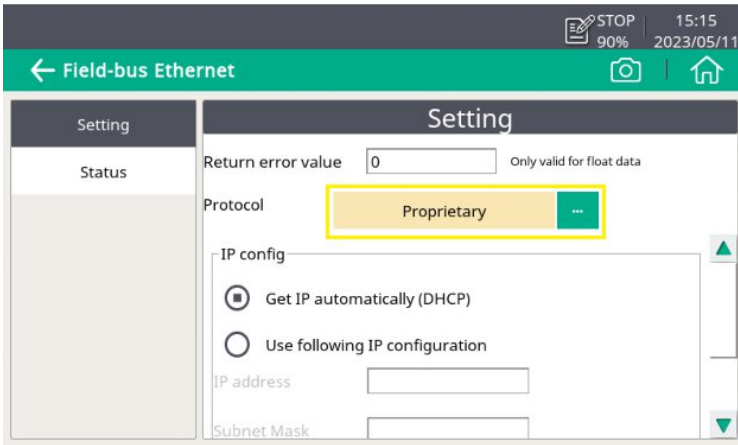 STOP 15:15
90% 2023/05/11
Field-bus Ethernet
Setting
Status
Setting
Return error value 0 Only valid for float data
Protocol Proprietary ...
IP config
Get IP automatically (DHCP)
Use following IP configuration
IP address
Subnet Mask